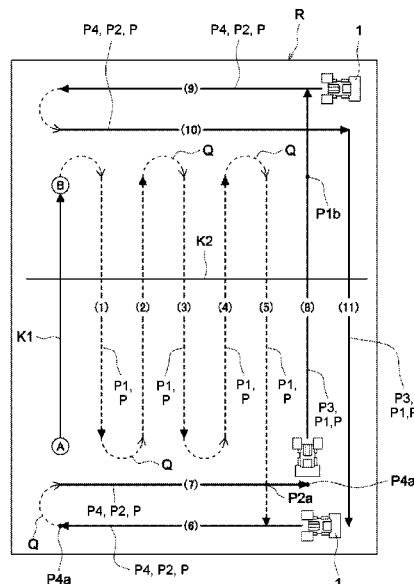 P4, P2, P
P4, P2, P
R
1
(9)
(10)
Q
Q
B
P1b
K2
(1)
(2)
(3)
(4)
(5)
(8)
(11)
K1
P1,
P
P1,
P
P1,
P
P1,
P
P3,
P1,P
P3,
P1,P
A
Q
(7)
P2a
P4a
Q
(6)
P4a
P4, P2, P
P4, P2, P
1